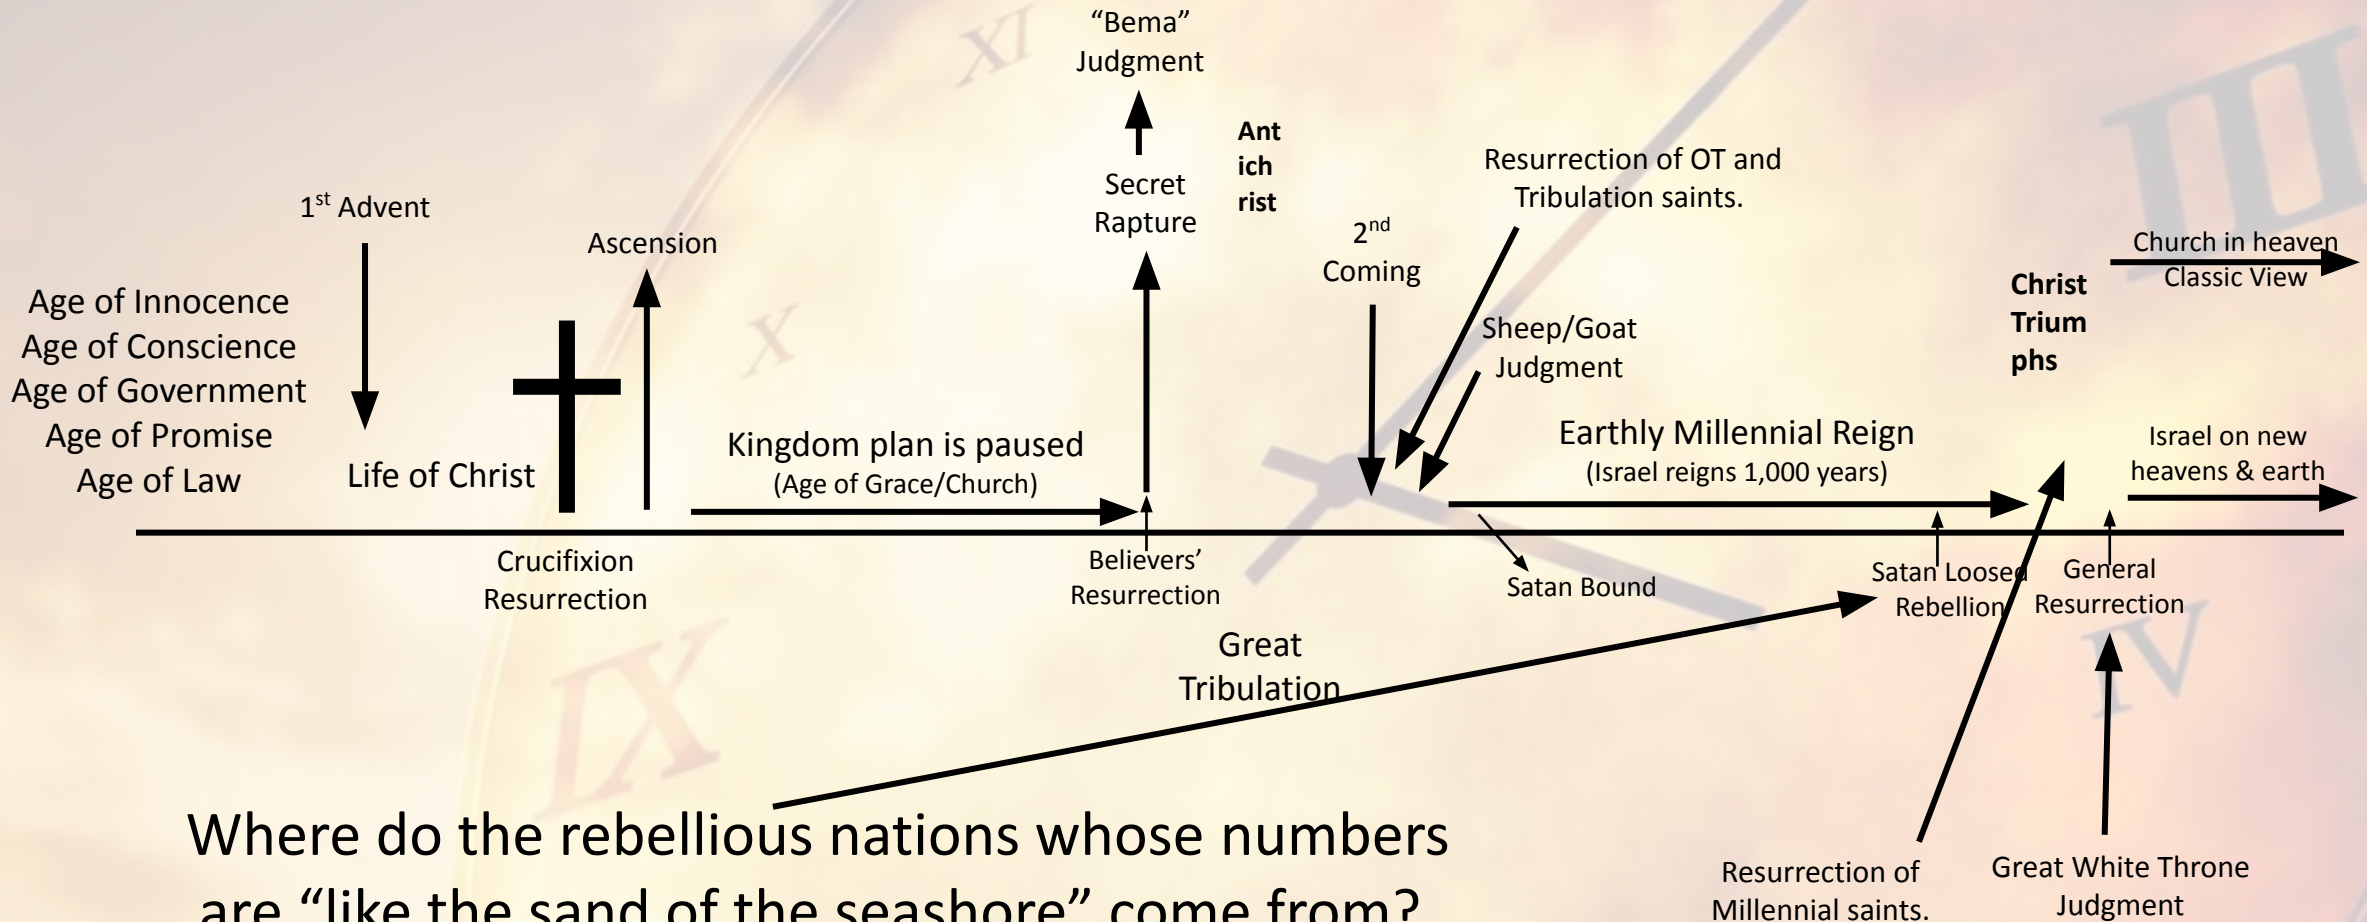 “Bema”
Judgment
Secret
Rapture
Ant
ich
rist
1st Advent
Ascension
2nd
Coming
Resurrection of OT and
Tribulation saints.
Sheep/Goat
Judgment
Age of Innocence
Age of Conscience
Age of Government
Age of Promise
Age of Law
Life of Christ
Kingdom plan is paused
(Age of Grace/Church)
Earthly Millennial Reign
(Israel reigns 1,000 years)
Christ
Trium
phs
Church in heaven
Classic View
Israel on new
heavens & earth
Crucifixion
Resurrection
Believers’
Resurrection
Satan Bound
Satan Loosed
Rebellion
General
Resurrection
Great
Tribulation
Where do the rebellious nations whose numbers
are “like the sand of the seashore” come from?
Resurrection of
Millennial saints.
Great White Throne
Judgment
XI
X
IX
III
IV